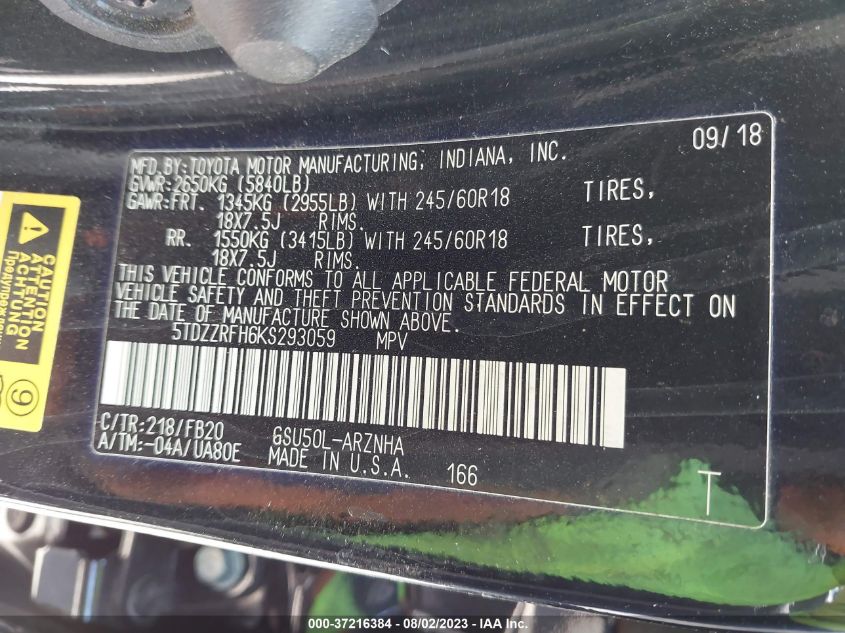 09/18
MFD.BY:TOYOTA MOTOR MANUFACTURING, INDIANA, INC.
GVWR:2650KG (5840LB)
GAWR:FRT. 1345KG (2955LB) WITH 245/60R18 TIRES,
18X7.5J RIMS.
RR. 1550KG (3415LB) WITH 245/60R18 TIRES,
18X7.5J RIMS.
THIS VEHICLE CONFORMS TO ALL APPLICABLE FEDERAL MOTOR
VEHICLE SAFETY AND THEFT PREVENTION STANDARDS IN EFFECT ON
THE DATE OF MANUFACTURE SHOWN ABOVE.
5TDZZRFH6KS293059 MPV
C/TR:218/FB20 GSU50L-ARZNHA
A/TM:-04A/UA80E MADE IN U.S.A. 166
T
CAUTION
ATTENTION
ACHTUNG
9
000-37216384 - 08/02/2023 - IAA Inc.